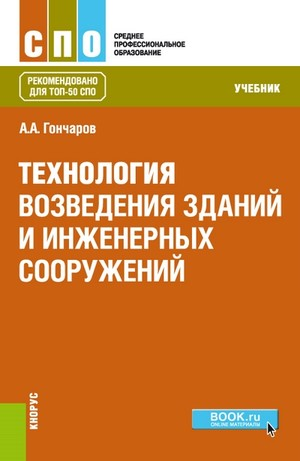 СПО
СРЕДНЕЕ
ПРОФЕССИОНАЛЬНОЕ
ОБРАЗОВАНИЕ
РЕКОМЕНДОВАНО
ДЛЯ ТОП-50 СПО
УЧЕБНИК
А.А. Гончаров
ТЕХНОЛОГИЯ
ВОЗВЕДЕНИЯ ЗДАНИЙ
И ИНЖЕНЕРНЫХ
СООРУЖЕНИЙ
КНОРУС
BOOK.ru
ONLINE МАТЕРИАЛЫ